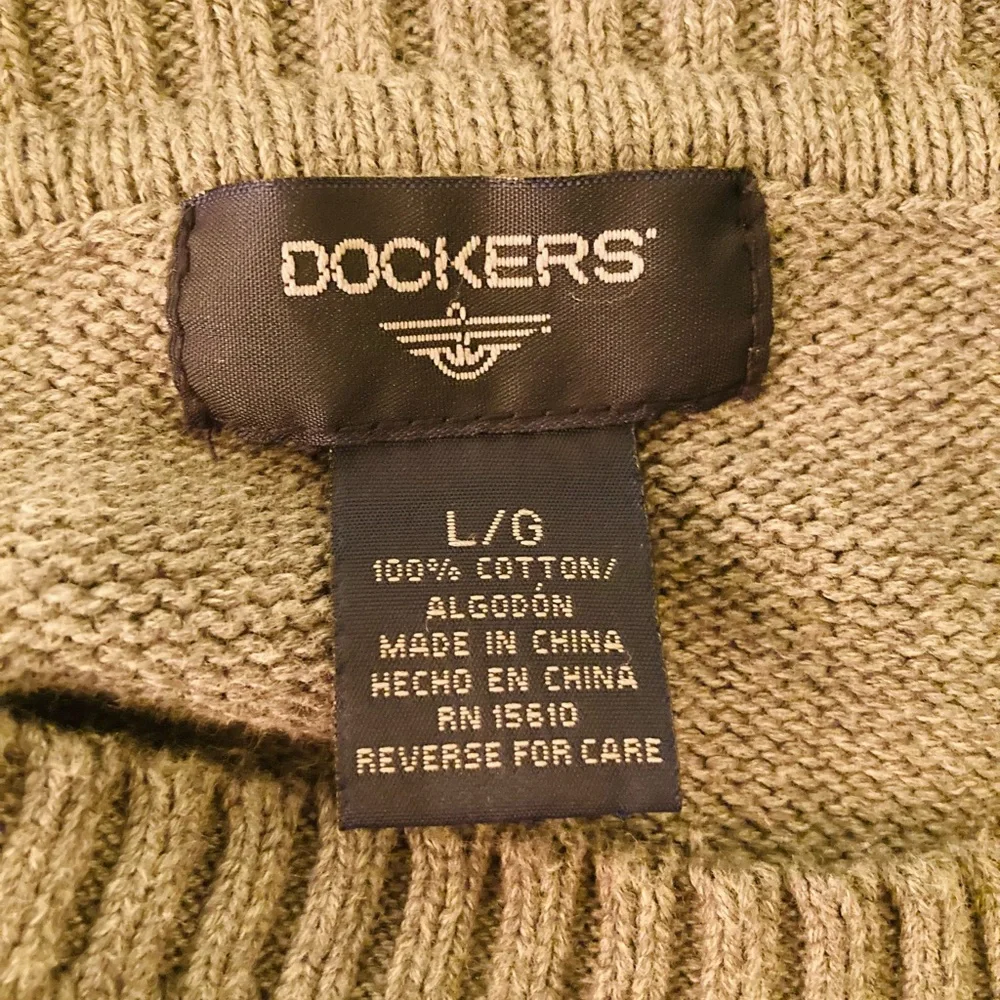 DOCKERS
L/G
100% COTTON/
ALGODÓN
MADE IN CHINA
HECHO EN CHINA
RN 15610
REVERSE FOR CARE